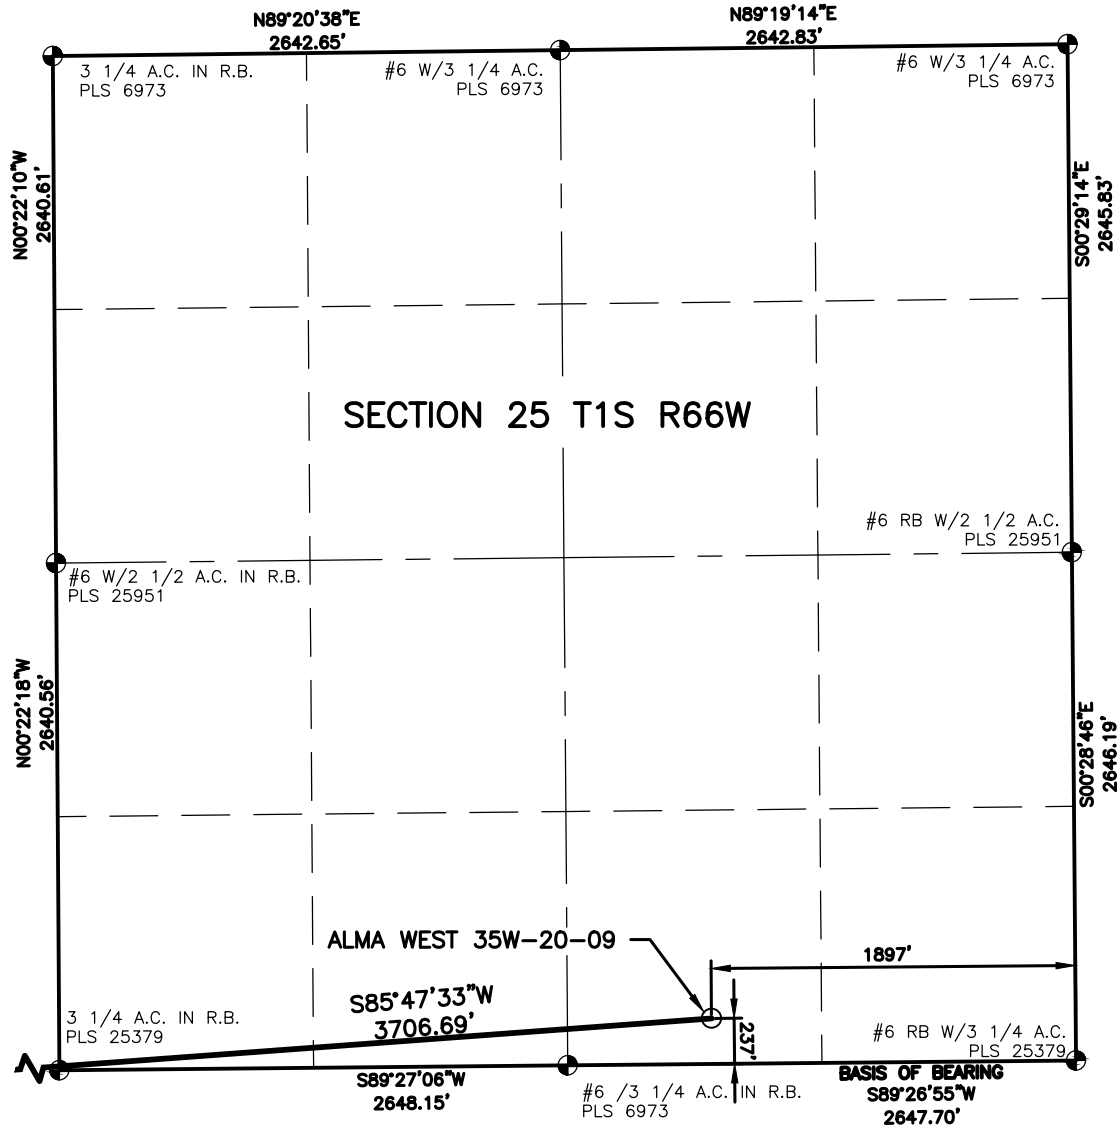 N89°20'38"E
2642.65'
N89°19'14"E
2642.83'
3 1/4 A.C. IN R.B.
PLS 6973
#6 W/3 1/4 A.C.
PLS 6973
#6 W/3 1/4 A.C.
PLS 6973
N00°22'10"W
2640.61'
S00°29'14"E
2645.83'
SECTION 25 T1S R66W
#6 RB W/2 1/2 A.C.
PLS 25951
#6 W/2 1/2 A.C. IN R.B.
PLS 25951
N00°22'18"W
2640.56'
S00°28'46"E
2646.19'
ALMA WEST 35W-20-09
1897'
S85°47'33"W
3706.69'
237'
3 1/4 A.C. IN R.B.
PLS 25379
#6 RB W/3 1/4 A.C.
PLS 25379
S89°27'06"W
2648.15'
#6 /3 1/4 A.C. IN R.B.
PLS 6973
BASIS OF BEARING
S89°26'55"W
2647.70'